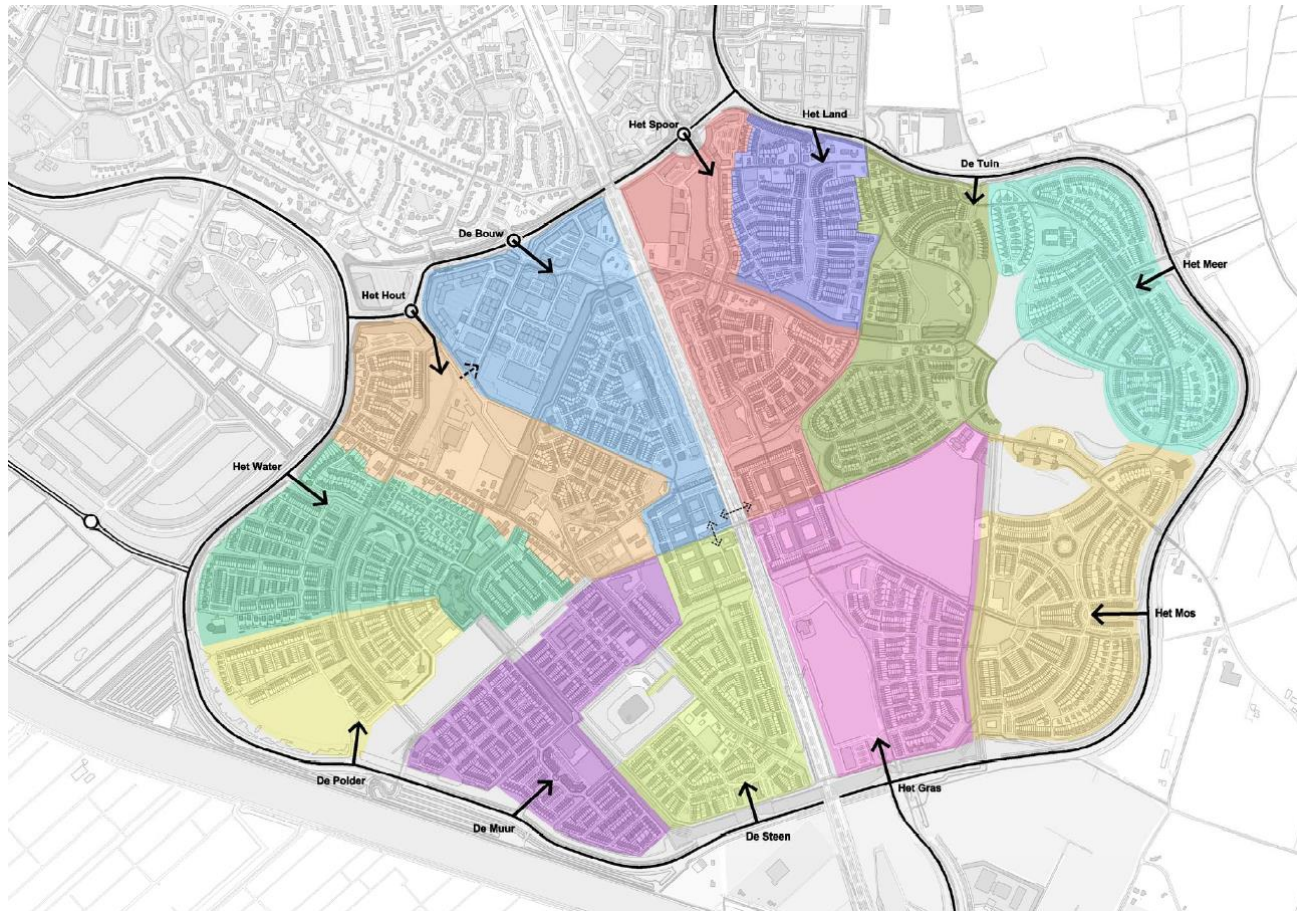 Het Land
Het Spoor
De Tuin
De Bouw
Het Meer
Het Hout
Het Water
Het Mos
De Polder
Het Gras
De Muur
De Steen